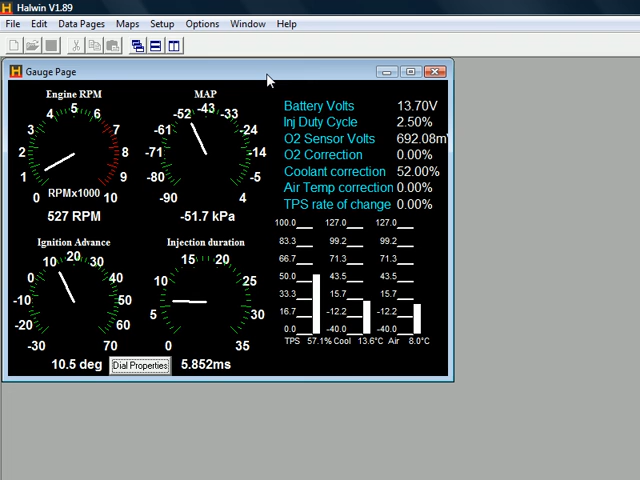 Halwin V1.89
File Edit Data Pages Maps Setup Options Window Help
Gauge Page
Engine RPM
0 1 2 3 4 5 6 7 8 9 10
RPMx1000
527 RPM
MAP
-90 -80 -71 -61 -52 -43 -33 -24 -14 -5 4
-51.7 kPa
Battery Volts 13.70V
Inj Duty Cycle 2.50%
O2 Sensor Volts 692.08m
O2 Correction 0.00%
Coolant correction 52.00%
Air Temp correction 0.00%
TPS rate of change 0.00%
Ignition Advance
-30 -20 -10 0 10 20 30 40 50 60 70
10.5 deg
Dial Properties
Injection duration
0 5 10 15 20 25 30 35
5.852ms
100.0 127.0 127.0
83.3 99.2 99.2
66.7 71.3 71.3
50.0 43.5 43.5
33.3 15.7 15.7
16.7 -12.2 -12.2
0.0 -40.0 -40.0
TPS 57.1% Cool 13.6°C Air 8.0°C